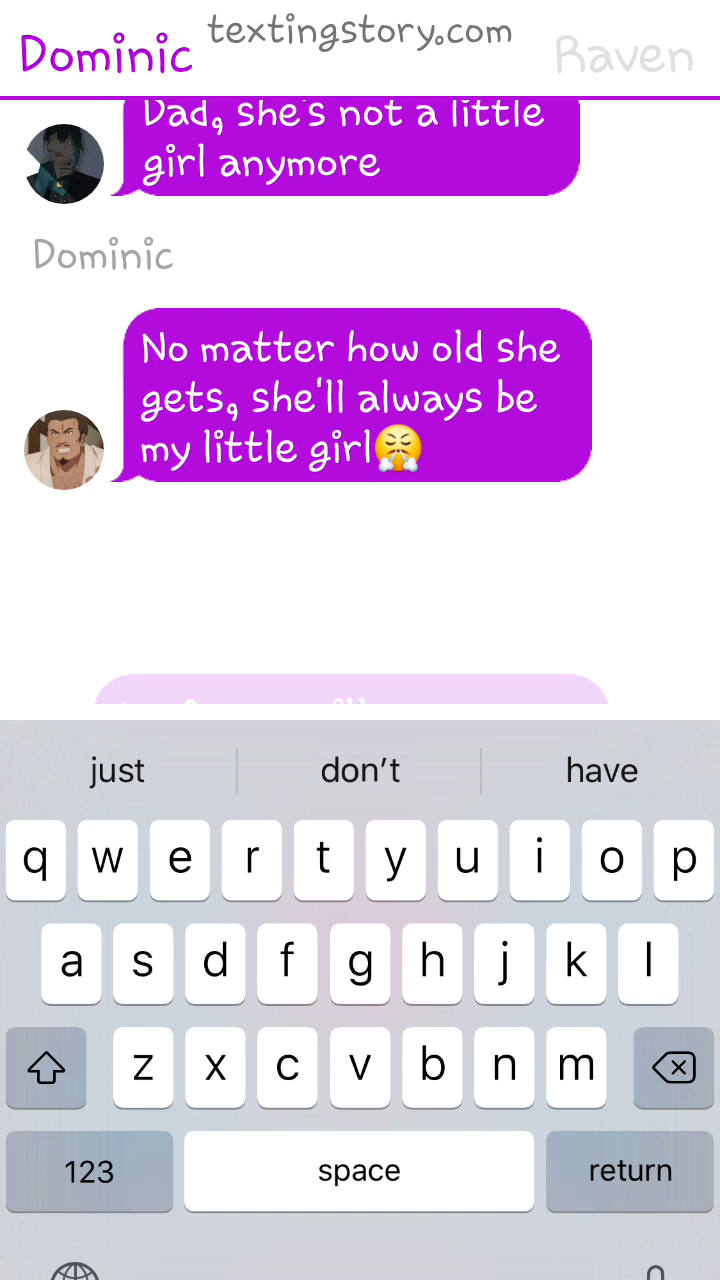 Dominic
textingstory.com
Raven
Dad, she's not a little
girl anymore
Dominic
No matter how old she
gets, she'll always be
my little girl😤
just
don't
have
q w e r t y u i o p
a s d f g h j k l
z x c v b n m
123
space
return